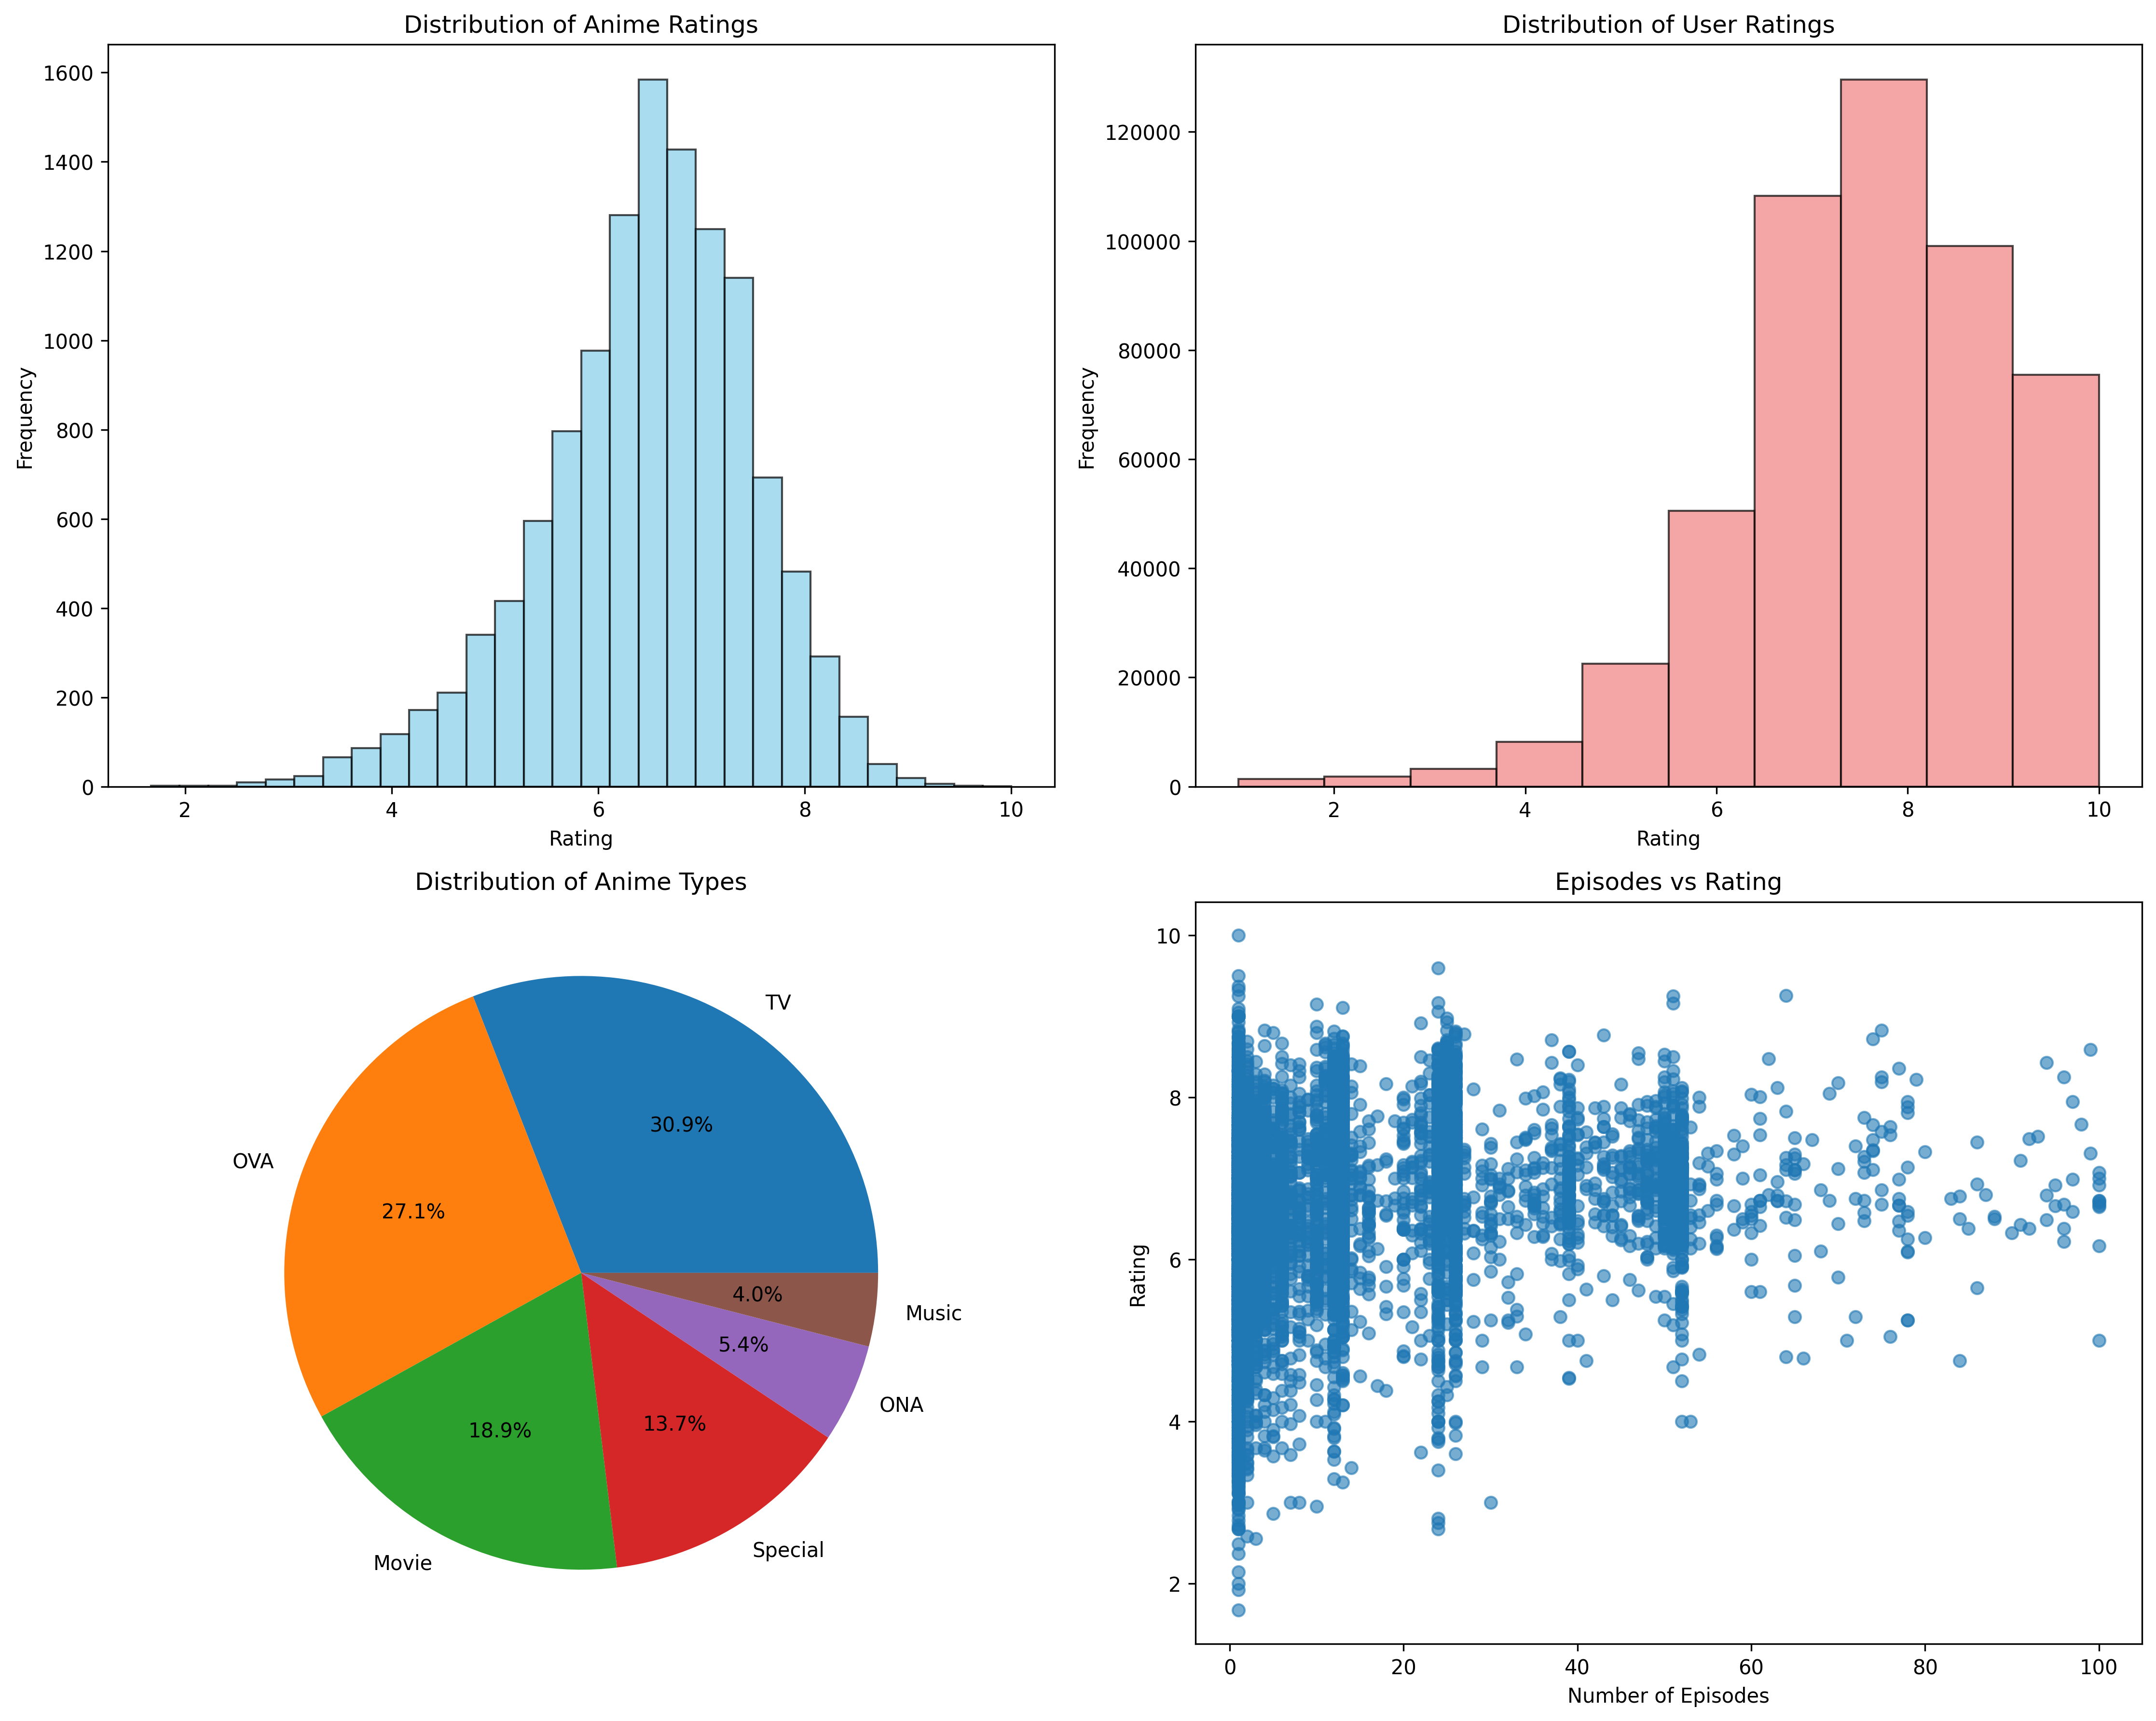 Distribution of Anime Ratings
1600
1400
1200
1000
800
600
400
200
0
Frequency
2 4 6 8 10
Rating
Distribution of User Ratings
120000
100000
80000
60000
40000
20000
0
Frequency
2 4 6 8 10
Rating
Distribution of Anime Types
TV
30.9%
OVA
27.1%
Movie
18.9%
Special
13.7%
ONA
5.4%
Music
4.0%
Episodes vs Rating
10
8
6
4
2
Rating
0 20 40 60 80 100
Number of Episodes